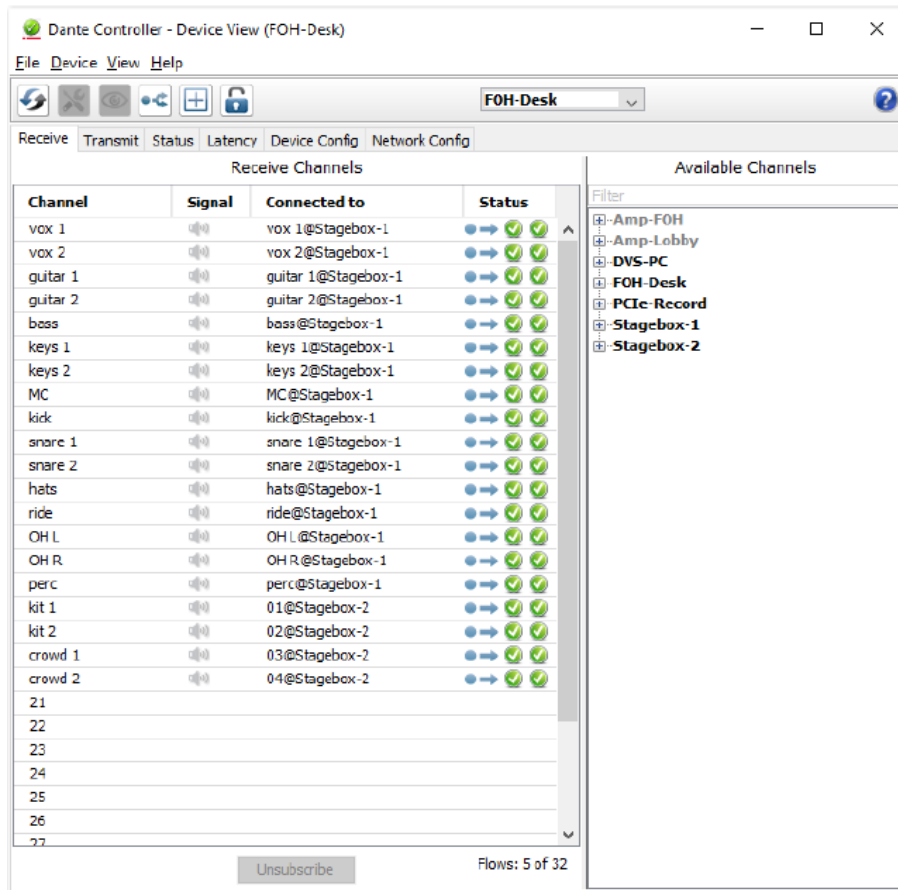 Dante Controller - Device View (FOH-Desk)
File Device View Help
FOH-Desk
Receive Transmit Status Latency Device Config Network Config
Receive Channels
Channel Signal Connected to Status
vox 1 vox 1@Stagebox-1
vox 2 vox 2@Stagebox-1
guitar 1 guitar 1@Stagebox-1
guitar 2 guitar 2@Stagebox-1
bass bass@Stagebox-1
keys 1 keys 1@Stagebox-1
keys 2 keys 2@Stagebox-1
MC MC@Stagebox-1
kick kick@Stagebox-1
snare 1 snare 1@Stagebox-1
snare 2 snare 2@Stagebox-1
hats hats@Stagebox-1
ride ride@Stagebox-1
OH L OH L@Stagebox-1
OH R OH R@Stagebox-1
perc perc@Stagebox-1
kit 1 01@Stagebox-2
kit 2 02@Stagebox-2
crowd 1 03@Stagebox-2
crowd 2 04@Stagebox-2
21
22
23
24
25
26
27
Unsubscribe Flows: 5 of 32
Available Channels
Filter
Amp-FOH
Amp-Lobby
DVS-PC
FOH-Desk
PCIe-Record
Stagebox-1
Stagebox-2